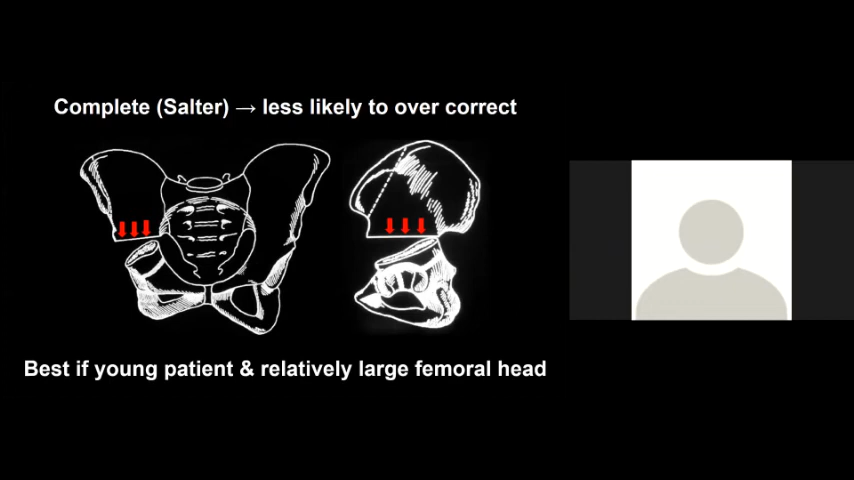 Complete (Salter) → less likely to over correct
Best if young patient & relatively large femoral head